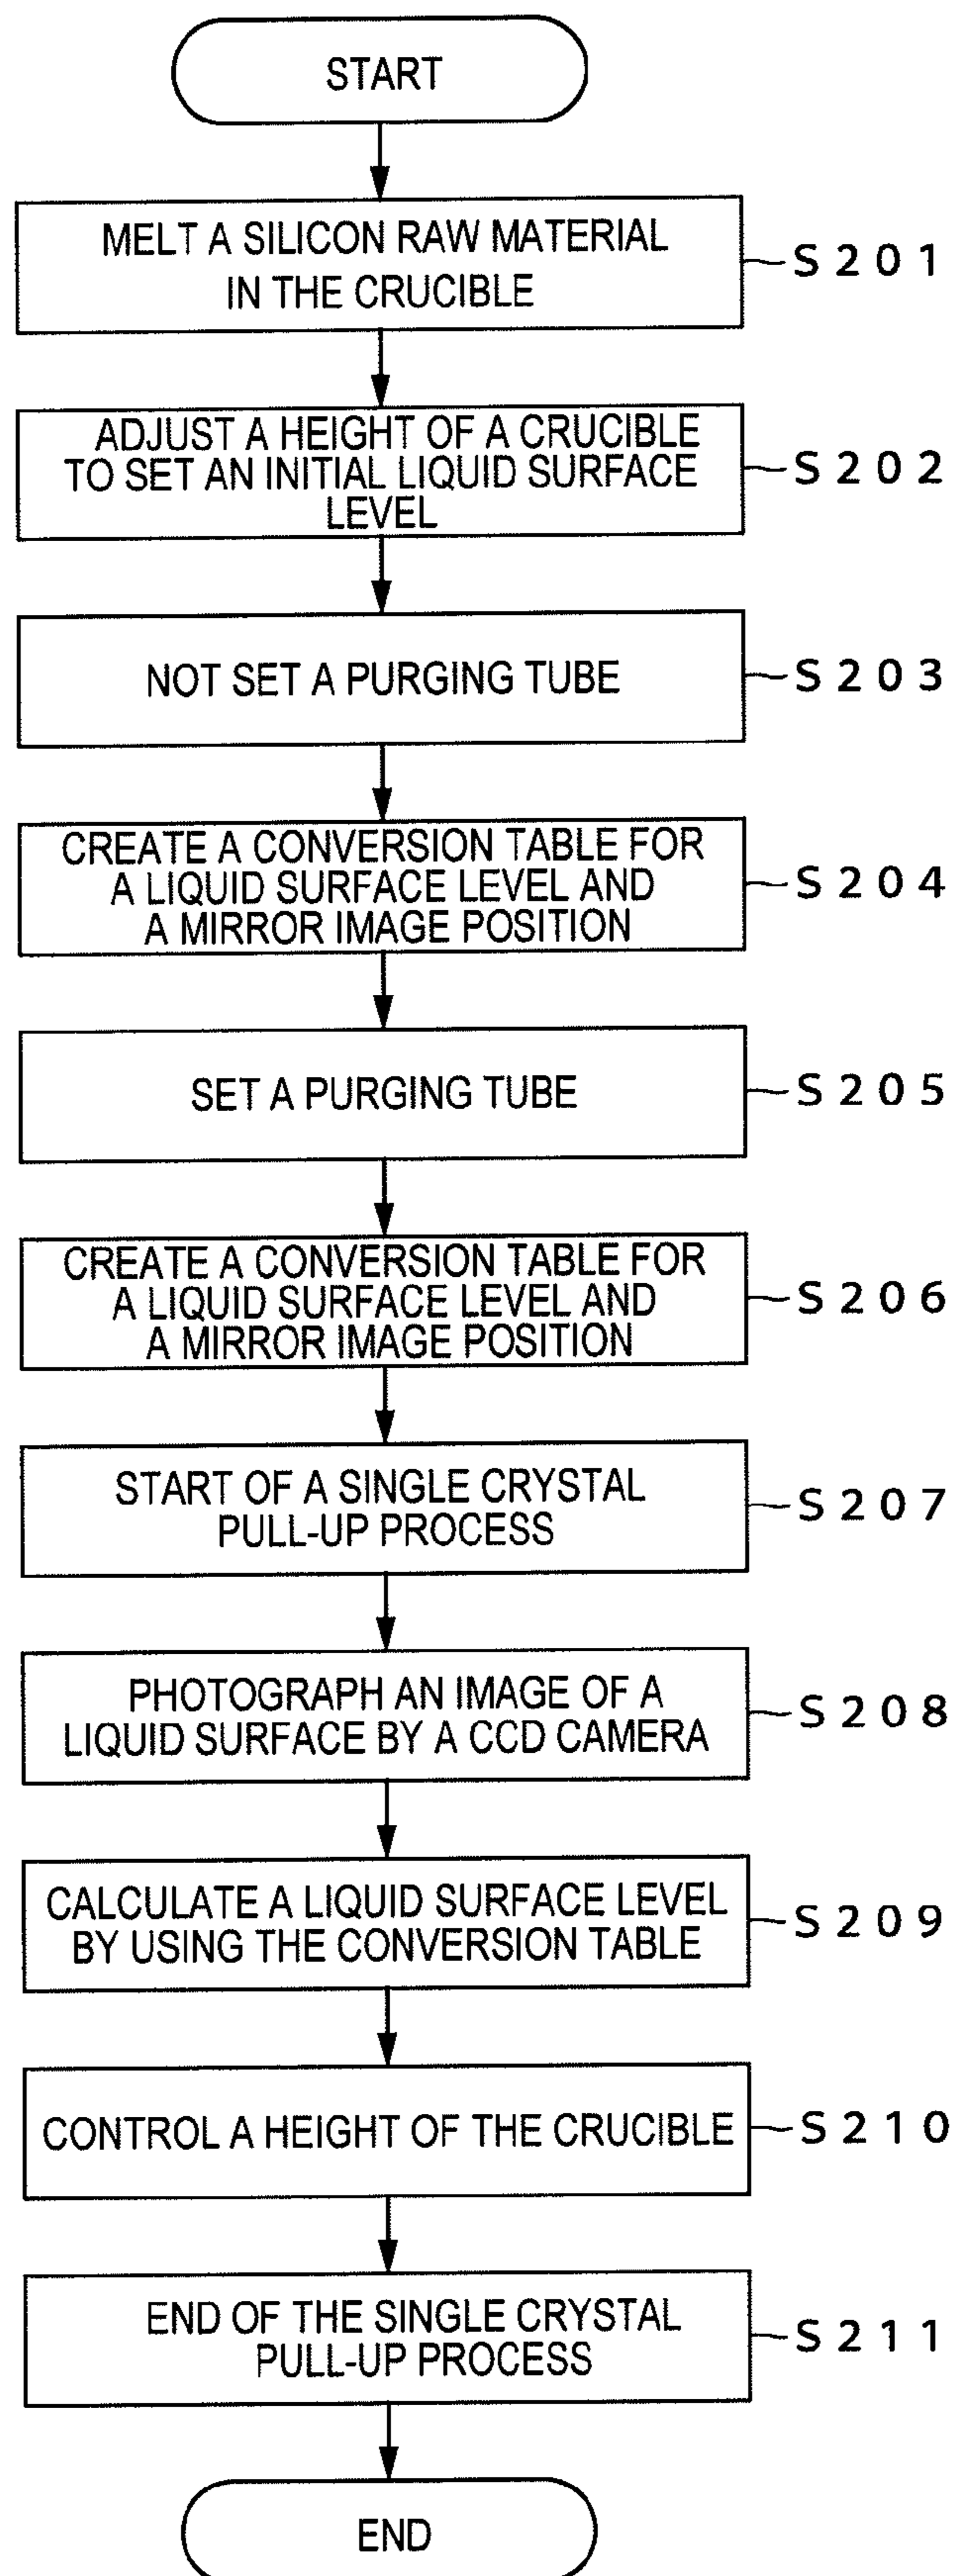 START
MELT A SILICON RAW MATERIAL
IN THE CRUCIBLE
S201
ADJUST A HEIGHT OF A CRUCIBLE
TO SET AN INITIAL LIQUID SURFACE
LEVEL
S202
NOT SET A PURGING TUBE
S203
CREATE A CONVERSION TABLE FOR
A LIQUID SURFACE LEVEL AND
A MIRROR IMAGE POSITION
S204
SET A PURGING TUBE
S205
CREATE A CONVERSION TABLE FOR
A LIQUID SURFACE LEVEL AND
A MIRROR IMAGE POSITION
S206
START OF A SINGLE CRYSTAL
PULL-UP PROCESS
S207
PHOTOGRAPH AN IMAGE OF A
LIQUID SURFACE BY A CCD CAMERA
S208
CALCULATE A LIQUID SURFACE LEVEL
BY USING THE CONVERSION TABLE
S209
CONTROL A HEIGHT OF THE CRUCIBLE
S210
END OF THE SINGLE CRYSTAL
PULL-UP PROCESS
S211
END